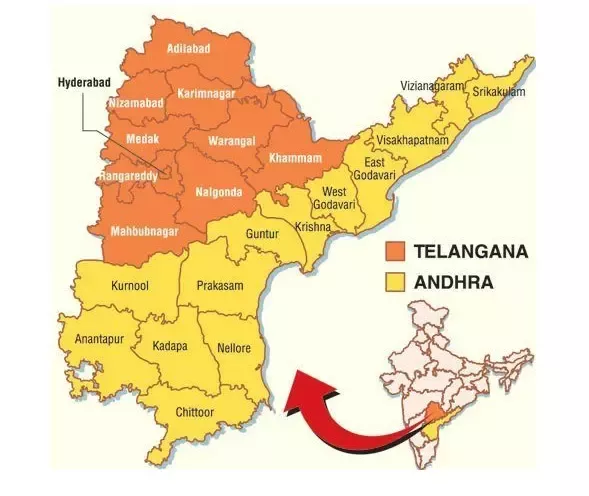 Adilabad
Hyderabad
Karimnagar
Nizamabad
Medak
Warangal
Khammam
Rangareddy
Nalgonda
Mahbubnagar
Vizianagaram
Srikakulam
Visakhapatnam
East
Godavari
West
Godavari
Krishna
Guntur
Kurnool
Prakasam
Anantapur
Kadapa
Nellore
Chittoor
TELANGANA
ANDHRA